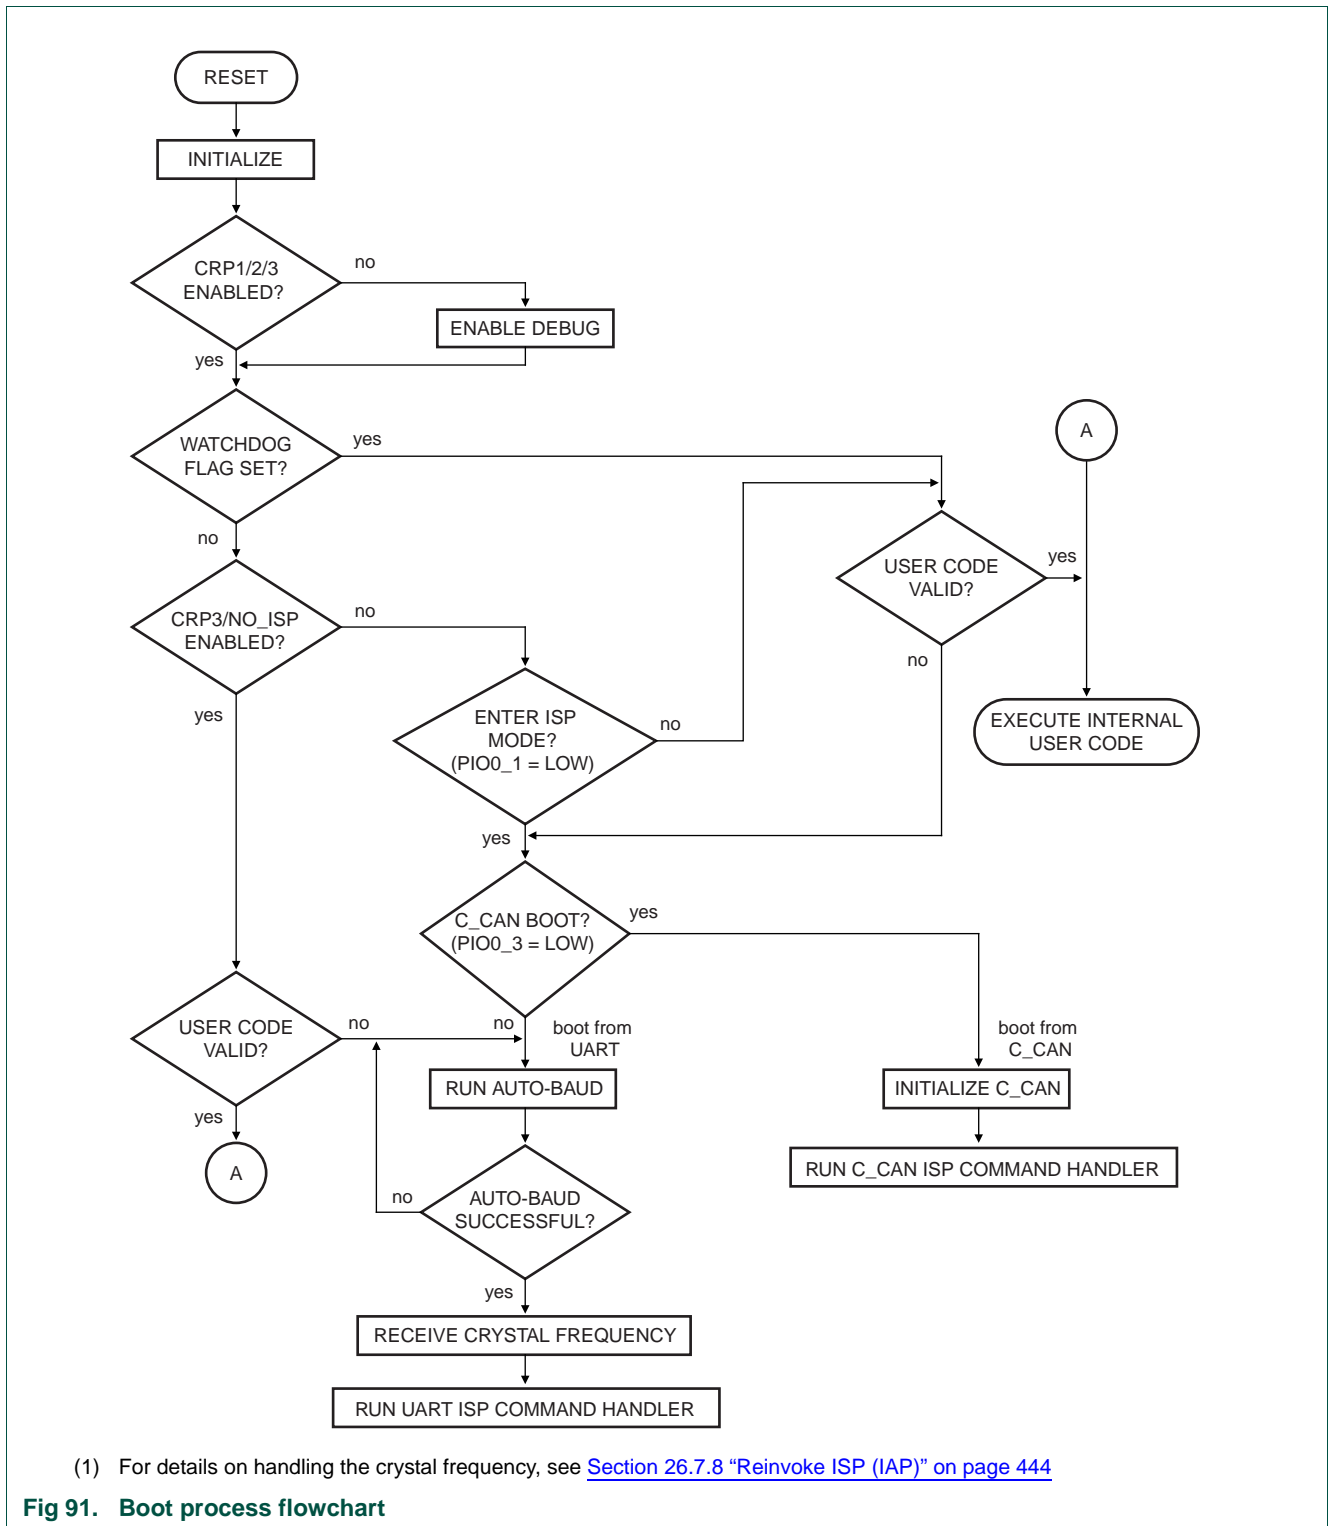 RESET
INITIALIZE
CRP1/2/3
ENABLED?
no
ENABLE DEBUG
yes
WATCHDOG
FLAG SET?
yes
A
no
USER CODE
VALID?
yes
CRP3/NO_ISP
ENABLED?
no
no
yes
ENTER ISP
MODE?
(PIO0_1 = LOW)
no
EXECUTE INTERNAL
USER CODE
yes
C_CAN BOOT?
(PIO0_3 = LOW)
yes
USER CODE
VALID?
no
no
boot from
UART
boot from
C_CAN
RUN AUTO-BAUD
INITIALIZE C_CAN
yes
A
RUN C_CAN ISP COMMAND HANDLER
no
AUTO-BAUD
SUCCESSFUL?
yes
RECEIVE CRYSTAL FREQUENCY
RUN UART ISP COMMAND HANDLER
(1) For details on handling the crystal frequency, see Section 26.7.8 “Reinvoke ISP (IAP)” on page 444
Fig 91. Boot process flowchart